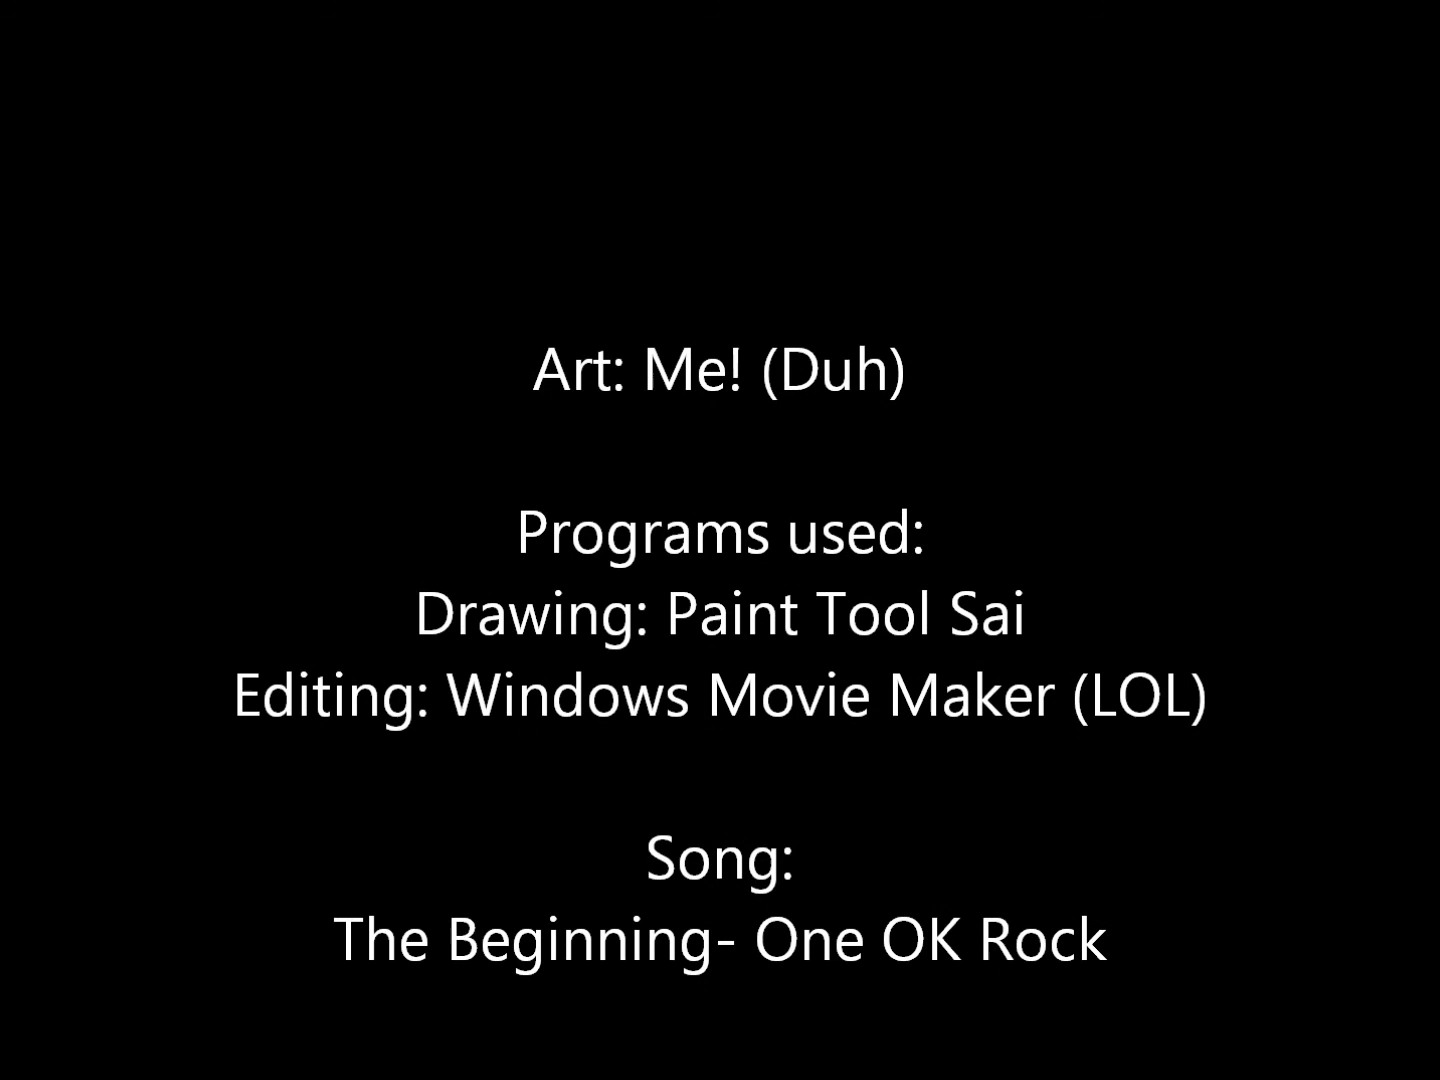 Art: Me! (Duh)
Programs used:
Drawing: Paint Tool Sai
Editing: Windows Movie Maker (LOL)
Song:
The Beginning- One OK Rock